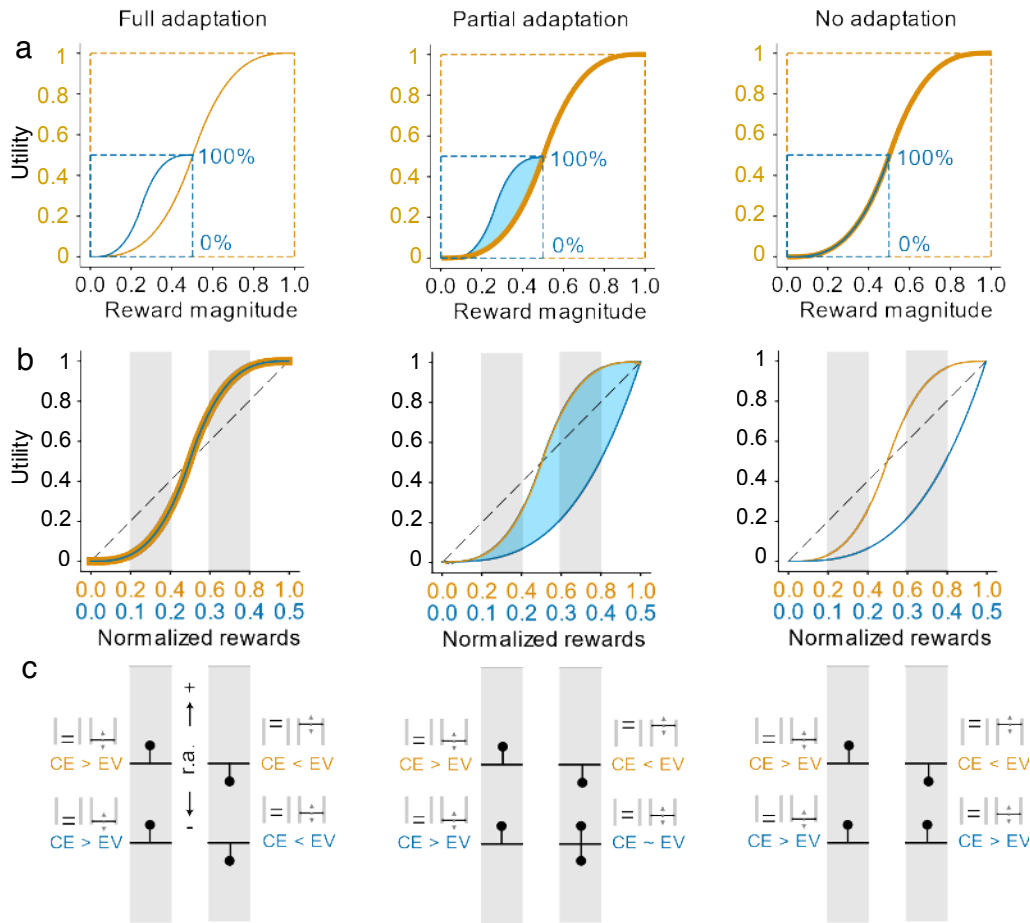 Full adaptation
Partial adaptation
No adaptation
a
Utility
1
0.8
0.6
0.4
0.2
0
100%
0%
0.0 0.2 0.4 0.6 0.8 1.0
Reward magnitude
1
0.8
0.6
0.4
0.2
0
100%
0%
0.0 0.2 0.4 0.6 0.8 1.0
Reward magnitude
1
0.8
0.6
0.4
0.2
0
100%
0%
0.0 0.2 0.4 0.6 0.8 1.0
Reward magnitude
b
Utility
1
0.8
0.6
0.4
0.2
0
0.0 0.2 0.4 0.6 0.8 1.0
0.0 0.1 0.2 0.3 0.4 0.5
Normalized rewards
1
0.8
0.6
0.4
0.2
0
0.0 0.2 0.4 0.6 0.8 1.0
0.0 0.1 0.2 0.3 0.4 0.5
Normalized rewards
1
0.8
0.6
0.4
0.2
0
0.0 0.2 0.4 0.6 0.8 1.0
0.0 0.1 0.2 0.3 0.4 0.5
Normalized rewards
c
- r.a. +
=
=
CE > EV
CE < EV
=
=
CE > EV
CE < EV
=
=
CE > EV
CE < EV
=
=
CE > EV
CE ~ EV
=
=
CE > EV
CE < EV
=
=
CE > EV
CE > EV